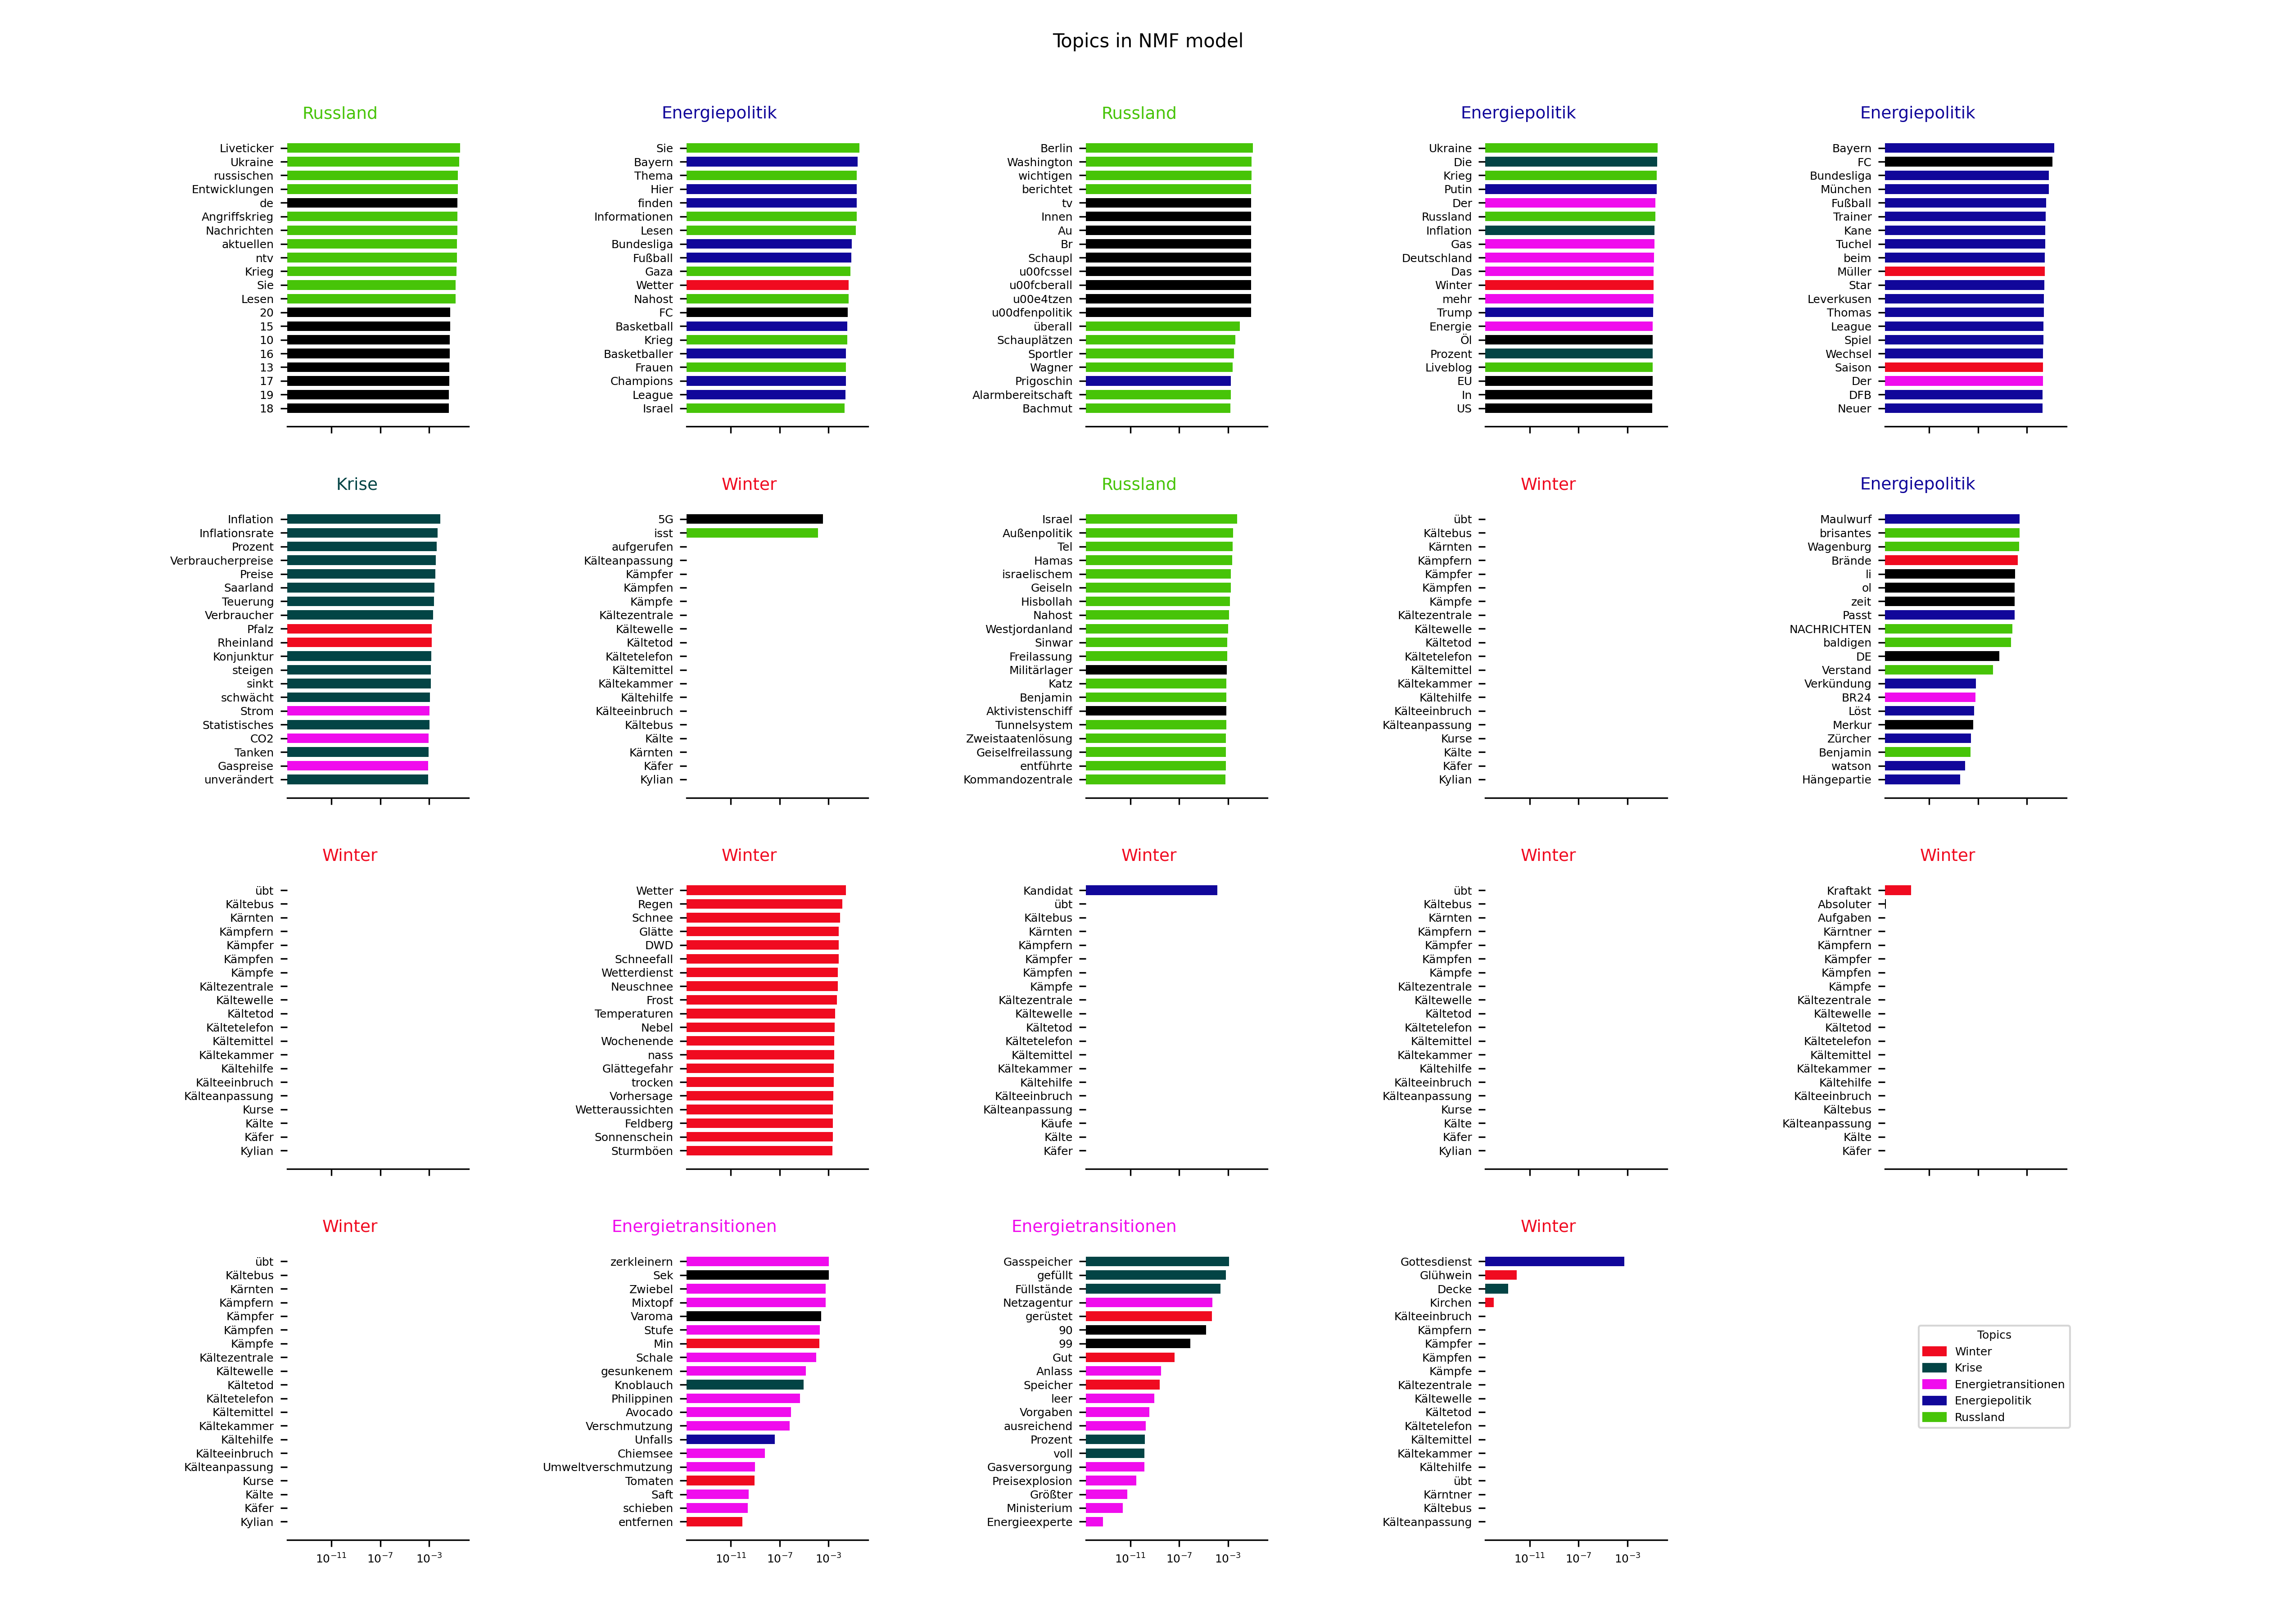 Topics in NMF model
Russland
Liveticker
Ukraine
russischen
Entwicklungen
de
Angriffskrieg
Nachrichten
aktuellen
ntv
Krieg
Sie
Lesen
20
15
10
16
13
17
19
18
Energiepolitik
Sie
Bayern
Thema
Hier
finden
Informationen
Lesen
Bundesliga
Fußball
Gaza
Wetter
Nahost
FC
Basketball
Krieg
Basketballer
Frauen
Champions
League
Israel
Russland
Berlin
Washington
wichtigen
berichtet
tv
Innen
Au
Br
Schaupl
u00fcssel
u00fcberall
u00e4tzen
u00dfenpolitik
überall
Schauplätzen
Sportler
Wagner
Prigoschin
Alarmbereitschaft
Bachmut
Energiepolitik
Ukraine
Die
Krieg
Putin
Der
Russland
Inflation
Gas
Deutschland
Das
Winter
mehr
Trump
Energie
Öl
Prozent
Liveblog
EU
In
US
Energiepolitik
Bayern
FC
Bundesliga
München
Fußball
Trainer
Kane
Tuchel
beim
Müller
Star
Leverkusen
Thomas
League
Spiel
Wechsel
Saison
Der
DFB
Neuer
Krise
Inflation
Inflationsrate
Prozent
Verbraucherpreise
Preise
Saarland
Teuerung
Verbraucher
Pfalz
Rheinland
Konjunktur
steigen
sinkt
schwächt
Strom
Statistisches
CO2
Tanken
Gaspreise
unverändert
Winter
5G
isst
aufgerufen
Kälteanpassung
Kämpfer
Kämpfen
Kämpfe
Kältezentrale
Kältewelle
Kältetod
Kältetelefon
Kältemittel
Kältekammer
Kältehilfe
Kälteeinbruch
Kältebus
Kälte
Kärnten
Käfer
Kylian
Russland
Israel
Außenpolitik
Tel
Hamas
israelischem
Geiseln
Hisbollah
Nahost
Westjordanland
Sinwar
Freilassung
Militärlager
Katz
Benjamin
Aktivistenschiff
Tunnelsystem
Zweistaatenlösung
Geiselfreilassung
entführte
Kommandozentrale
Winter
übt
Kältebus
Kärnten
Kämpfern
Kämpfer
Kämpfen
Kämpfe
Kältezentrale
Kältewelle
Kältetod
Kältetelefon
Kältemittel
Kältekammer
Kältehilfe
Kälteeinbruch
Kälteanpassung
Kurse
Kälte
Käfer
Kylian
Energiepolitik
Maulwurf
brisantes
Wagenburg
Brände
li
ol
zeit
Passt
NACHRICHTEN
baldigen
DE
Verstand
Verkündung
BR24
Löst
Merkur
Zürcher
Benjamin
watson
Hängepartie
Winter
übt
Kältebus
Kärnten
Kämpfern
Kämpfer
Kämpfen
Kämpfe
Kältezentrale
Kältewelle
Kältetod
Kältetelefon
Kältemittel
Kältekammer
Kältehilfe
Kälteeinbruch
Kälteanpassung
Kurse
Kälte
Käfer
Kylian
Winter
Wetter
Regen
Schnee
Glätte
DWD
Schneefall
Wetterdienst
Neuschnee
Frost
Temperaturen
Nebel
Wochenende
nass
Glättegefahr
trocken
Vorhersage
Wetteraussichten
Feldberg
Sonnenschein
Sturmböen
Winter
Kandidat
übt
Kältebus
Kärnten
Kämpfern
Kämpfer
Kämpfen
Kämpfe
Kältezentrale
Kältewelle
Kältetod
Kältetelefon
Kältemittel
Kältekammer
Kältehilfe
Kälteeinbruch
Kälteanpassung
Käufe
Kälte
Käfer
Winter
übt
Kältebus
Kärnten
Kämpfern
Kämpfer
Kämpfen
Kämpfe
Kältezentrale
Kältewelle
Kältetod
Kältetelefon
Kältemittel
Kältekammer
Kältehilfe
Kälteeinbruch
Kälteanpassung
Kurse
Kälte
Käfer
Kylian
Winter
Kraftakt
Absoluter
Aufgaben
Kärntner
Kämpfern
Kämpfer
Kämpfen
Kämpfe
Kältezentrale
Kältewelle
Kältetod
Kältetelefon
Kältemittel
Kältekammer
Kältehilfe
Kälteeinbruch
Kältebus
Kälteanpassung
Kälte
Käfer
Winter
übt
Kältebus
Kärnten
Kämpfern
Kämpfer
Kämpfen
Kämpfe
Kältezentrale
Kältewelle
Kältetod
Kältetelefon
Kältemittel
Kältekammer
Kältehilfe
Kälteeinbruch
Kälteanpassung
Kurse
Kälte
Käfer
Kylian
10⁻¹¹ 10⁻⁷ 10⁻³
Energietransitionen
zerkleinern
Sek
Zwiebel
Mixtopf
Varoma
Stufe
Min
Schale
gesunkenem
Knoblauch
Philippinen
Avocado
Verschmutzung
Unfalls
Chiemsee
Umweltverschmutzung
Tomaten
Saft
schieben
entfernen
10⁻¹¹ 10⁻⁷ 10⁻³
Energietransitionen
Gasspeicher
gefüllt
Füllstände
Netzagentur
gerüstet
90
99
Gut
Anlass
Speicher
leer
Vorgaben
ausreichend
Prozent
voll
Gasversorgung
Preisexplosion
Größter
Ministerium
Energieexperte
10⁻¹¹ 10⁻⁷ 10⁻³
Winter
Gottesdienst
Glühwein
Decke
Kirchen
Kälteeinbruch
Kämpfern
Kämpfer
Kämpfen
Kämpfe
Kältezentrale
Kältewelle
Kältetod
Kältetelefon
Kältemittel
Kältekammer
Kältehilfe
übt
Kärntner
Kältebus
Kälteanpassung
10⁻¹¹ 10⁻⁷ 10⁻³
Topics
Winter
Krise
Energietransitionen
Energiepolitik
Russland